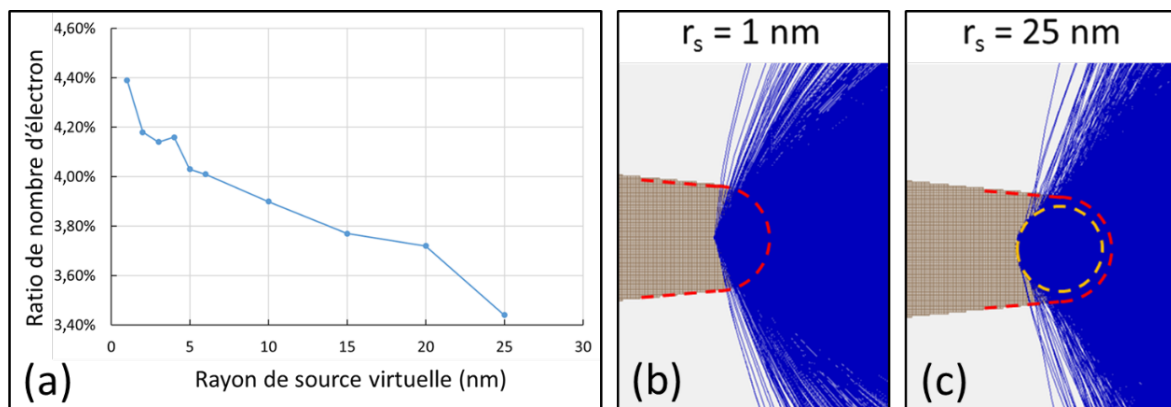 4,60%
4,40%
4,20%
4,00%
3,80%
3,60%
3,40%
0 5 10 15 20 25 30
Ratio de nombre d'électron
Rayon de source virtuelle (nm)
(a)
rs = 1 nm
(b)
rs = 25 nm
(c)